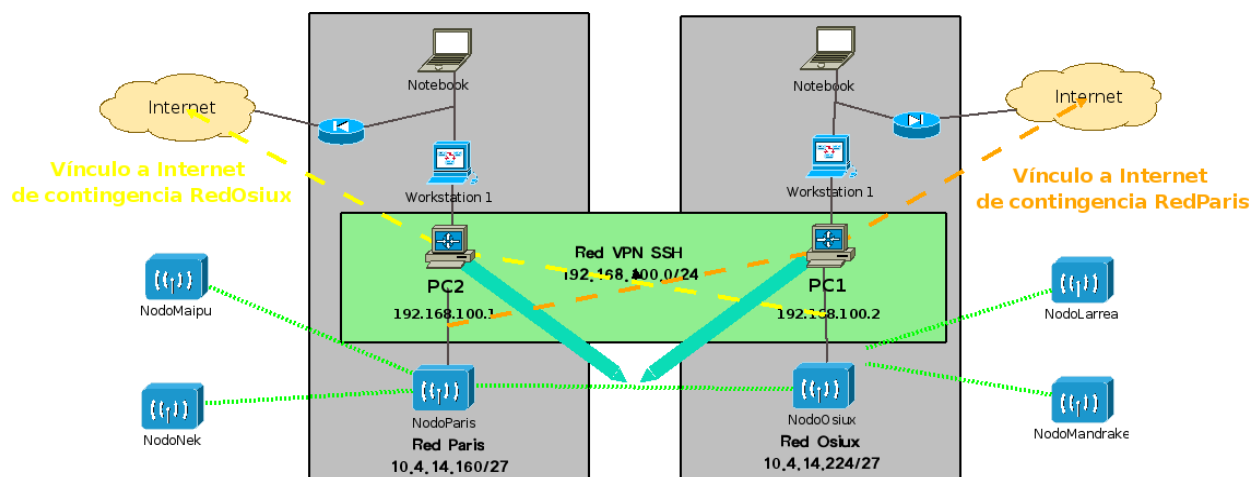 Notebook
Notebook
Internet
Internet
Vínculo a Internet
de contingencia RedOsiux
Vínculo a Internet
de contingencia RedParis
Workstation 1
Workstation 1
Red VPN SSH
192.168.100.0/24
PC2
PC1
192.168.100.1
192.168.100.2
NodoMaipu
NodoLarrea
NodoNek
NodoParis
NodoOsiux
NodoMandrake
Red Paris
10.4.14.160/27
Red Osiux
10.4.14.224/27